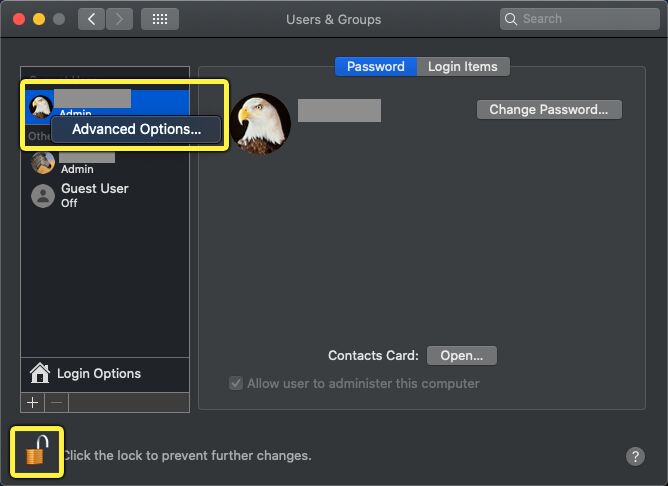 Users & Groups
Search
Password
Login Items
Admin
Change Password...
Advanced Options...
Admin
Guest User
Off
Contacts Card:
Open...
Login Options
Allow user to administer this computer
Click the lock to prevent further changes.
?